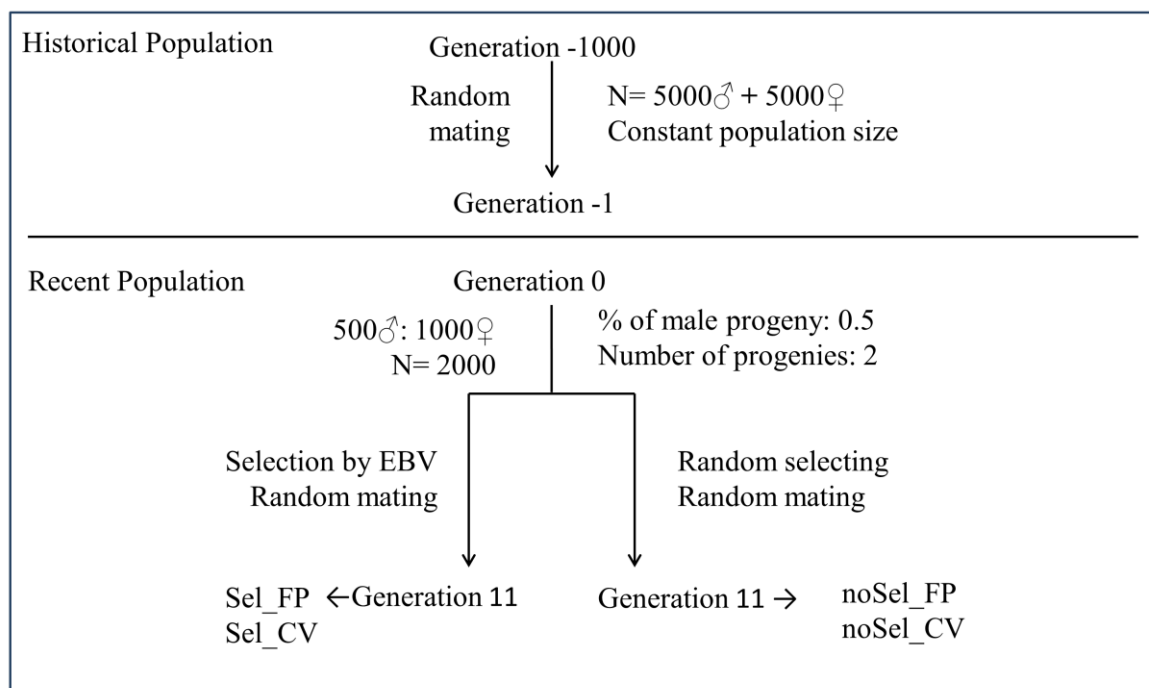 Historical Population
Generation -1000
Random
mating
N= 5000♂ + 5000♀
Constant population size
Generation -1
Recent Population
Generation 0
500♂: 1000♀
N= 2000
% of male progeny: 0.5
Number of progenies: 2
Selection by EBV
Random mating
Random selecting
Random mating
Sel_FP ←Generation 11
Sel_CV
Generation 11 → noSel_FP
noSel_CV